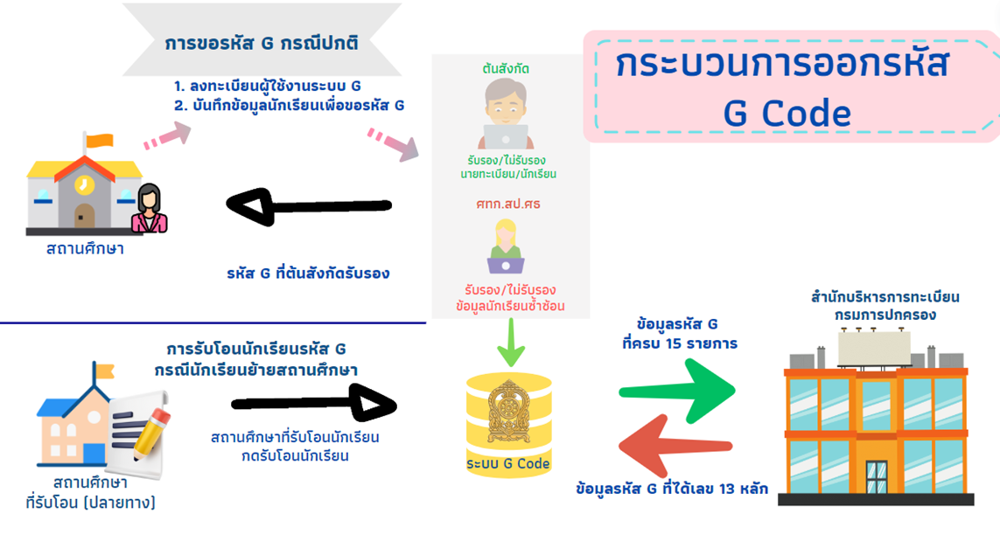 กระบวนการออกรหัส
G Code
การขอรหัส G กรณีปกติ
1. ลงทะเบียนผู้ใช้งานระบบ G
2. บันทึกข้อมูลนักเรียนเพื่อขอรหัส G
สถานศึกษา
รหัส G ที่ต้นสังกัดรับรอง
ต้นสังกัด
รับรอง/ไม่รับรอง
นายทะเบียน/นักเรียน
ศทก.สป.ศธ
รับรอง/ไม่รับรอง
ข้อมูลนักเรียนซ้ำซ้อน
การรับโอนนักเรียนรหัส G
กรณีนักเรียนย้ายสถานศึกษา
สถานศึกษาที่รับโอนนักเรียน
กดรับโอนนักเรียน
สถานศึกษา
ที่รับโอน (ปลายทาง)
ระบบ G Code
ข้อมูลรหัส G
ที่ครบ 15 รายการ
ข้อมูลรหัส G ที่ได้เลข 13 หลัก
สำนักบริหารการทะเบียน
กรมการปกครอง